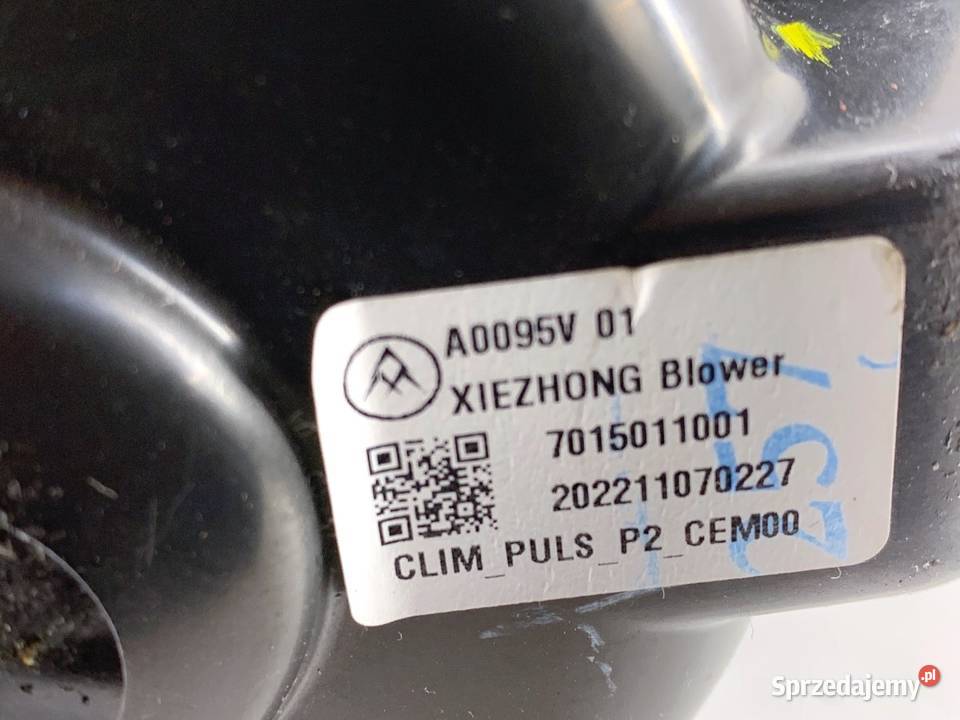 A0095V 01
XIEZHONG Blower
7015011001
202211070227
CLIM_PULS_P2_CEM00
Sprzedajemy.pl